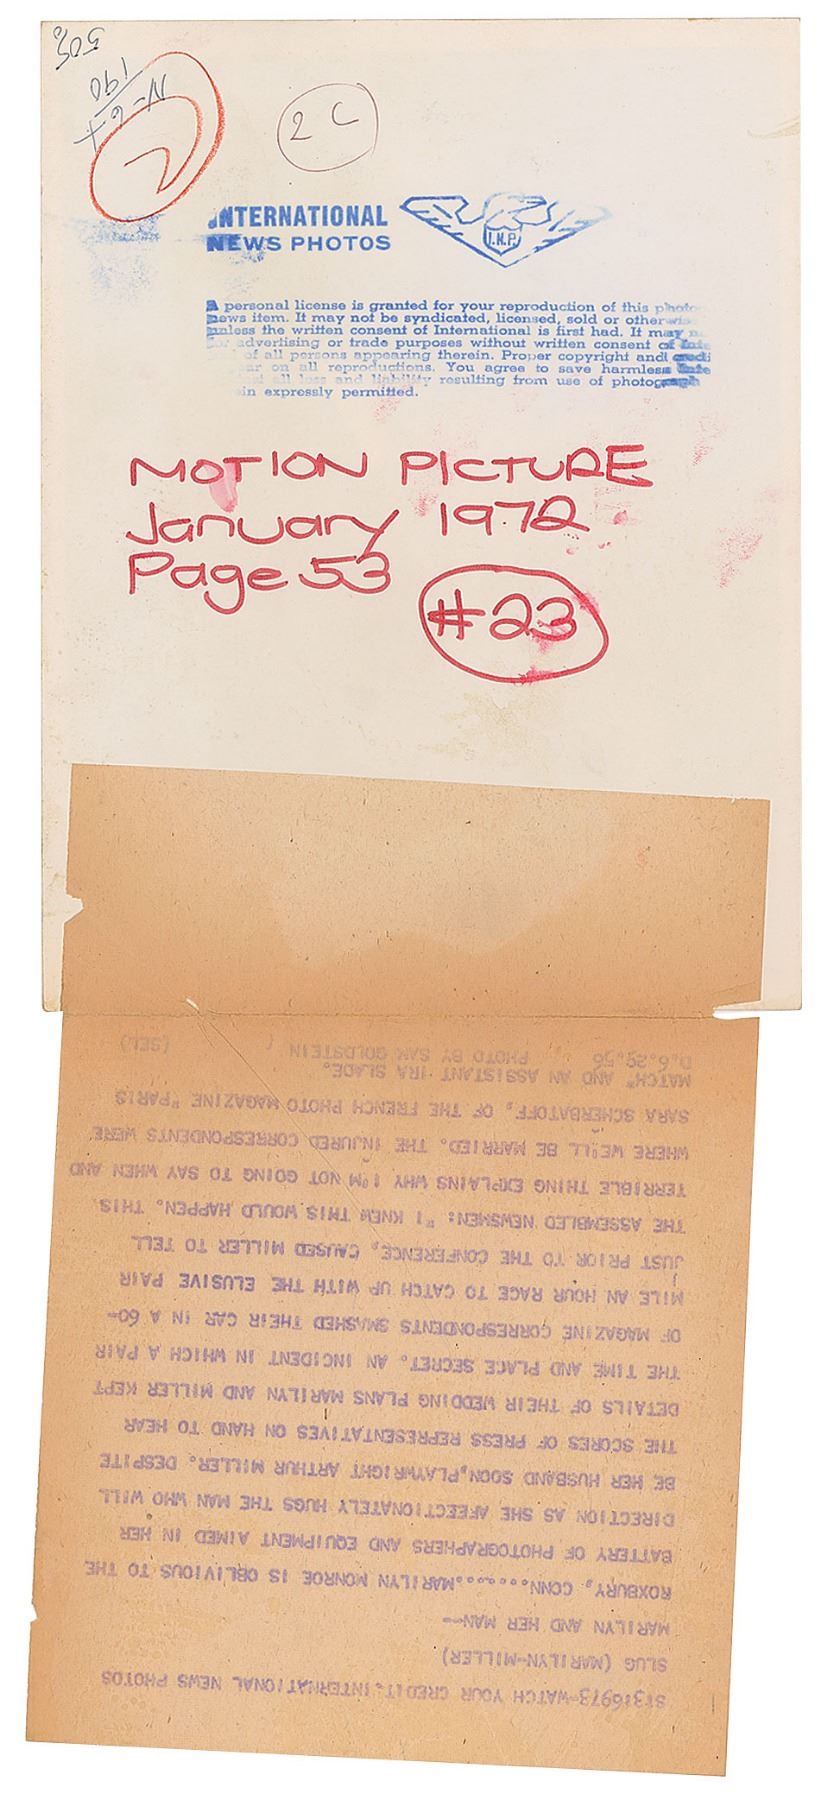 505
190
N-6-7
2
2 C
INTERNATIONAL
NEWS PHOTOS
I.N.P.
A personal license is granted for your reproduction of this photo
news item. It may not be syndicated, licensed, sold or otherwise
unless the written consent of International is first had. It may n
for advertising or trade purposes without written consent of Inte
of all persons appearing therein. Proper copyright and credi
ar on all reproductions. You agree to save harmless Inte
all loss and liability resulting from use of photograph
in expressly permitted.
MOTION PICTURE
January 1972
Page 53
#23
ST316973-WATCH YOUR CREDIT.INTERNATIONAL NEWS PHOTOS
SLUG (MARILYN-MILLER)
MARILYN AND HER MAN--
ROXBURY, CONN.........MARILYN MONROE IS OBLIVIOUS TO THE
BATTERY OF PHOTOGRAPHERS AND EQUIPMENT AIMED IN HER
DIRECTION AS SHE AFEECTIONATELY HUGS THE MAN WHO WILL
BE HER HUSBAND SOON,PLAYWRIGHT ARTHUR MILLER. DESPITE
THE SCORES OF PRESS REPRESESENTATIVES ON HAND TO HEAR
DETAILS OF THEIR WEDDING PLANS MARILYN AND MILLER KEPT
THE TIME AND PLACE SECRET. AN INCIDENT IN WHICH A PAIR
OF MAGAZINE CORRESPONDENTS SMASHED THEIR CAR IN A 60-
MILE AN HOUR RACE TO CATCH UP WITH THE ELUSIVE PAIR
JUST PRIOR TO THE CONFERENCE, CAUSED MILLER TO TELL
THE ASSEMBLED NEWSMEN: "I KNEW THIS WOULD HAPPEN. THIS
TERRIBLE THING EXPLAINS WHY I'M NOT GOING TO SAY WHEN AND
WHERE WE'LL BE MARRIED. THE INJURED CORRESPONDENTS WERE
SARA SCHERBATOFF, OF THE FRENCH PHOTO MAGAZINE "PARIS
MATCH" AND AN ASSISTANT IRA SLADE.
D.6.29.56 PHOTO BY SAM GOLDSTEIN ( (SEL)